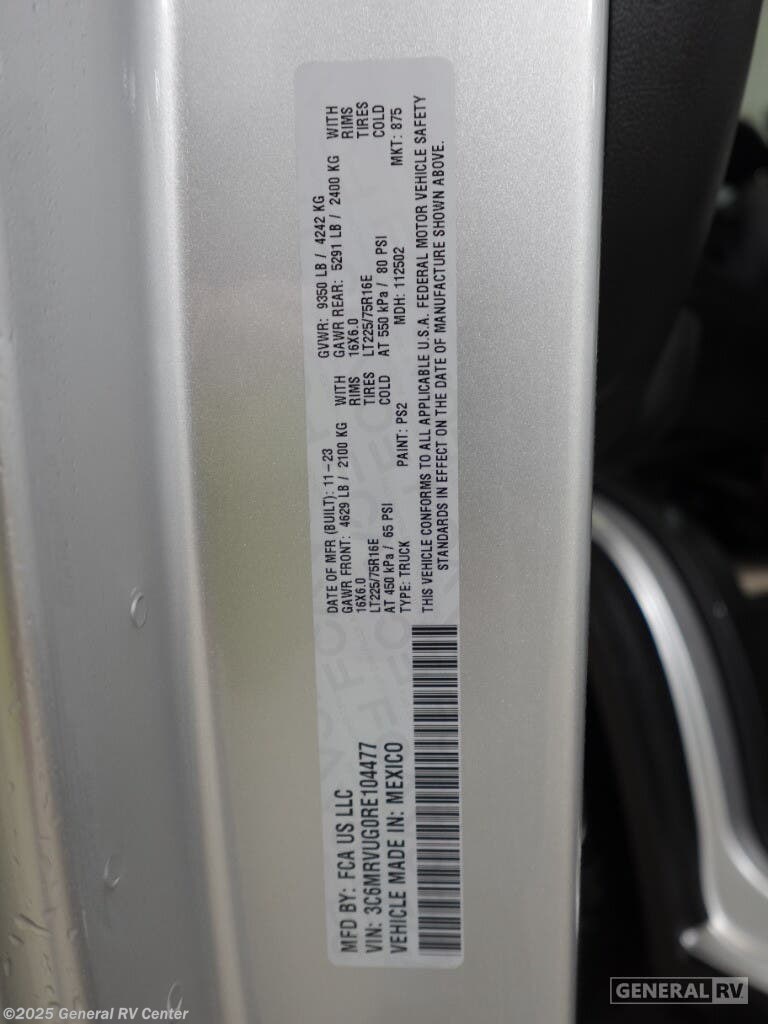 MFD BY: FCA US LLC
VIN: 3C6MRVUG0RE104477
VEHICLE MADE IN: MEXICO
DATE OF MFR (BUILT): 11-23
GVWR: 9350 LB / 4242 KG
GAWR FRONT: 4629 LB / 2100 KG WITH
16X6.0 RIMS
LT225/75R16E TIRES
AT 450 kPa / 65 PSI COLD
GAWR REAR: 5291 LB / 2400 KG WITH
16X6.0 RIMS
LT225/75R16E TIRES
AT 550 kPa / 80 PSI COLD
TYPE: TRUCK PAINT: PS2 MDH: 112502 MKT: 875
THIS VEHICLE CONFORMS TO ALL APPLICABLE U.S.A. FEDERAL MOTOR VEHICLE SAFETY
STANDARDS IN EFFECT ON THE DATE OF MANUFACTURE SHOWN ABOVE.
©2025 General RV Center
GENERAL RV